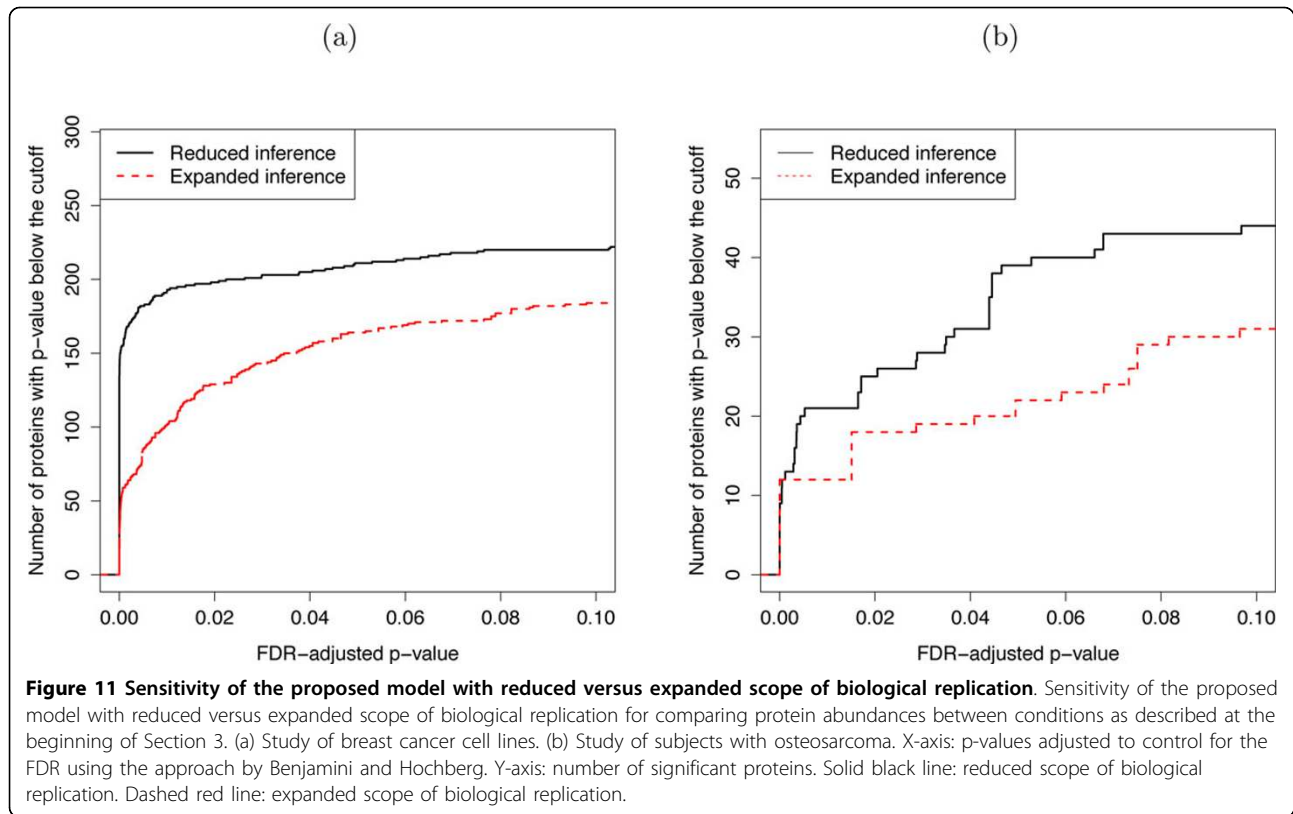 (a)
(b)
Number of proteins with p-value below the cutoff
300
250
200
150
100
50
0
Reduced inference
Expanded inference
0.00 0.02 0.04 0.06 0.08 0.10
FDR-adjusted p-value
Number of proteins with p-value below the cutoff
50
40
30
20
10
0
Reduced inference
Expanded inference
0.00 0.02 0.04 0.06 0.08 0.10
FDR-adjusted p-value
Figure 11 Sensitivity of the proposed model with reduced versus expanded scope of biological replication. Sensitivity of the proposed
model with reduced versus expanded scope of biological replication for comparing protein abundances between conditions as described at the
beginning of Section 3. (a) Study of breast cancer cell lines. (b) Study of subjects with osteosarcoma. X-axis: p-values adjusted to control for the
FDR using the approach by Benjamini and Hochberg. Y-axis: number of significant proteins. Solid black line: reduced scope of biological
replication. Dashed red line: expanded scope of biological replication.